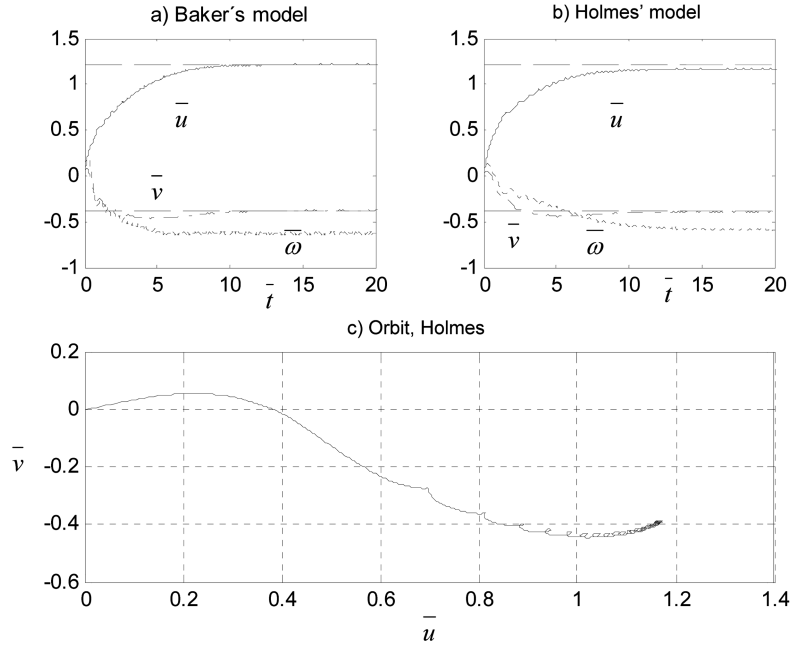 a) Baker´s model
b) Holmes’ model
1.5
1
0.5
0
-0.5
-1
0
5
10
15
20
u̅
v̅
ω̅
t̅
1.5
1
0.5
0
-0.5
-1
0
5
10
15
20
u̅
v̅
ω̅
t̅
c) Orbit, Holmes
0.2
0
-0.2
-0.4
-0.6
v̅
0
0.2
0.4
0.6
0.8
1
1.2
1.4
u̅